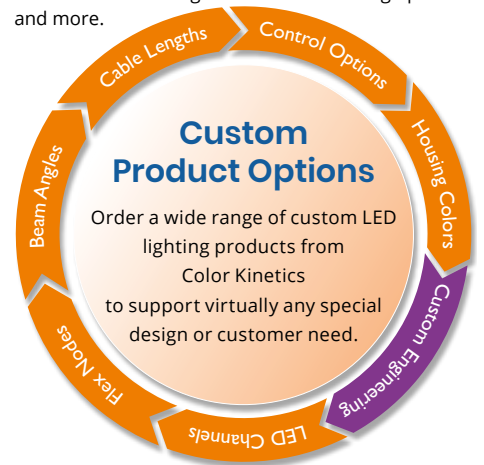 and more.
Cable Lengths
Control Options
Housing Colors
Custom Engineering
LED Channels
Flex Nodes
Beam Angles
Custom
Product Options
Order a wide range of custom LED
lighting products from
Color Kinetics
to support virtually any special
design or customer need.